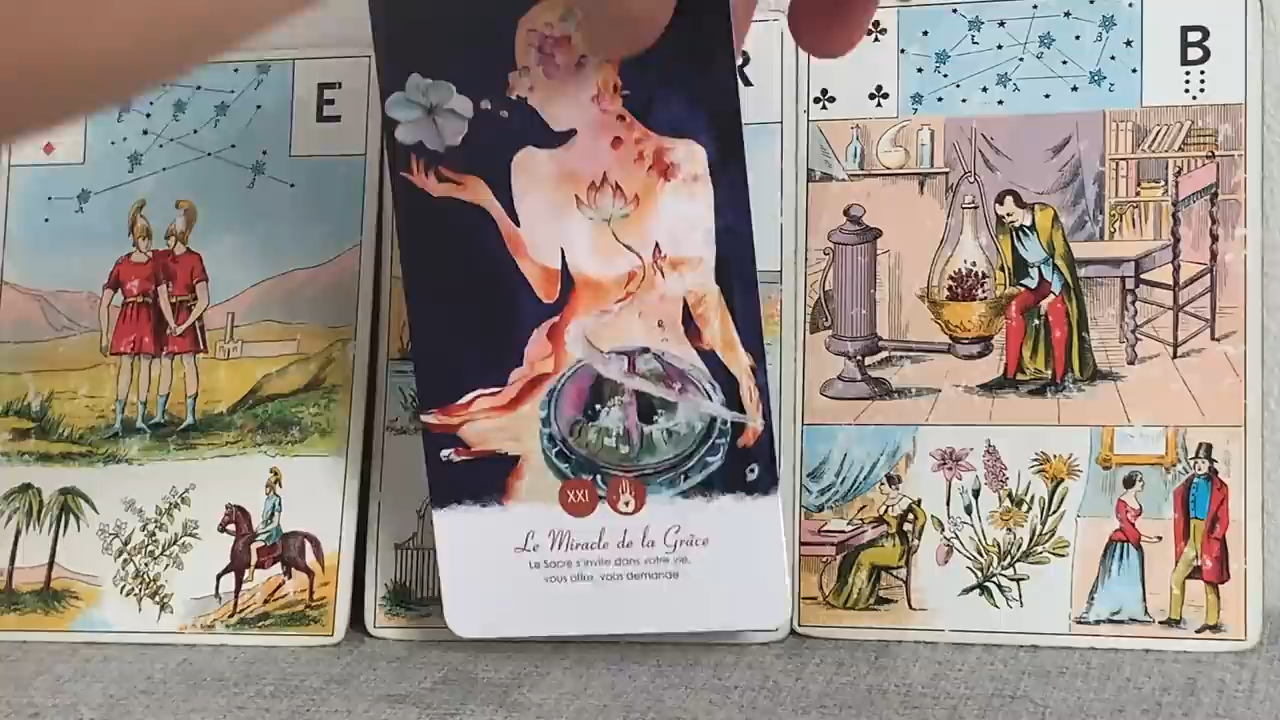 E
R
B
XXI
Le Miracle de la Grâce
Le Sacré s'invite dans votre vie,
vous offre, vous demande